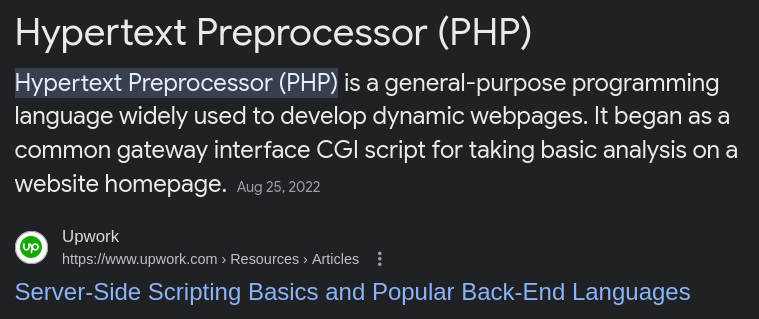 Hypertext Preprocessor (PHP)
Hypertext Preprocessor (PHP) is a general-purpose programming
language widely used to develop dynamic webpages. It began as a
common gateway interface CGI script for taking basic analysis on a
website homepage. Aug 25, 2022
Upwork
up
https://www.upwork.com › Resources › Articles
Server-Side Scripting Basics and Popular Back-End Languages